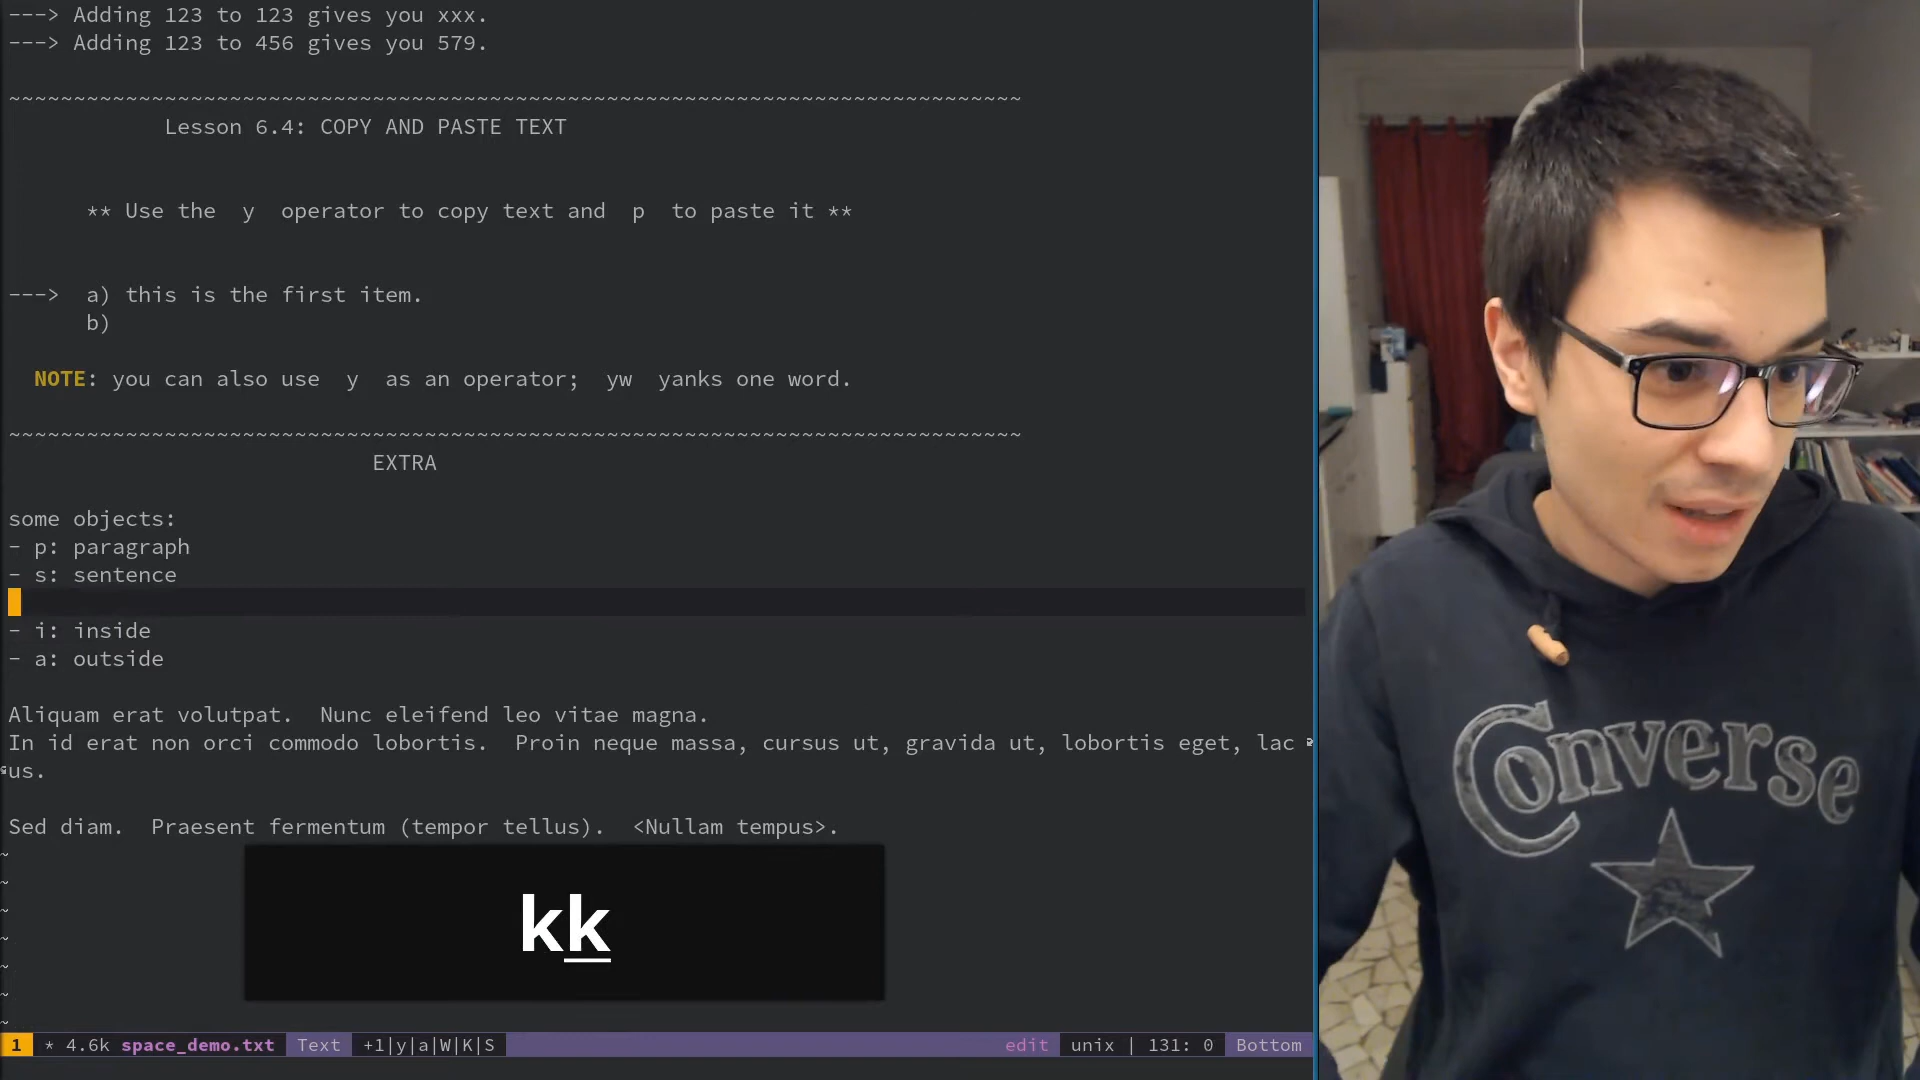 ---> Adding 123 to 123 gives you xxx.
---> Adding 123 to 456 gives you 579.
~~~~~~~~~~~~~~~~~~~~~~~~~~~~~~~~~~~~~~~~~~~~~~~~~~~~~~~~~~~~~~~~~~~~~~~~~~~~~~
Lesson 6.4: COPY AND PASTE TEXT
** Use the  y  operator to copy text and  p  to paste it **
--->  a) this is the first item.
b)
NOTE: you can also use  y  as an operator;  yw  yanks one word.
~~~~~~~~~~~~~~~~~~~~~~~~~~~~~~~~~~~~~~~~~~~~~~~~~~~~~~~~~~~~~~~~~~~~~~~~~~~~~~
EXTRA
some objects:
- p: paragraph
- s: sentence
- i: inside
- a: outside
Aliquam erat volutpat.  Nunc eleifend leo vitae magna.
In id erat non orci commodo lobortis.  Proin neque massa, cursus ut, gravida ut, lobortis eget, lac
us.
Sed diam.  Praesent fermentum (tempor tellus).  <Nullam tempus>.
~
~
~
~
~
~
~
kk
1 * 4.6k space_demo.txt Text +1|y|a|W|K|S edit unix | 131: 0 Bottom
Converse